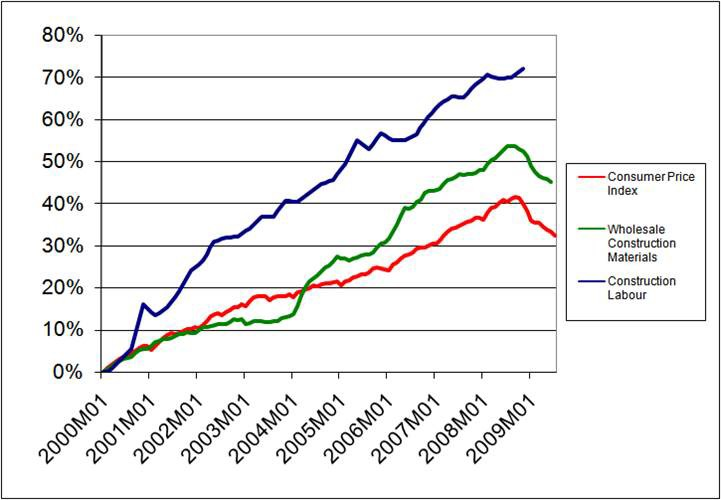 80%
70%
60%
50%
40%
30%
20%
10%
0%
2000M01
2001M01
2002M01
2003M01
2004M01
2005M01
2006M01
2007M01
2008M01
2009M01
Consumer Price
Index
Wholesale
Construction
Materials
Construction
Labour